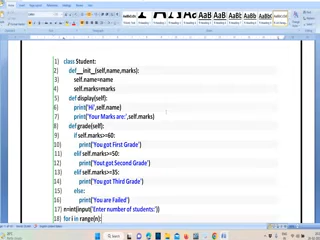 1) class Student:
2) def__init__(self,name,marks):
3) self.name=name
4) self.marks=marks
5) def display(self):
6) print('Hi',self.name)
7) print('Your Marks are:',self.marks)
8) def grade(self):
9) if self.marks>=60:
10) print('You got First Grade')
11) elif self.marks>=50:
12) print('Yout got Second Grade')
13) elif self.marks>=35:
14) print('You got Third Grade')
15) else:
16) print('You are Failed')
17) n=int(input('Enter number of students:'))
18) for i in range(n):